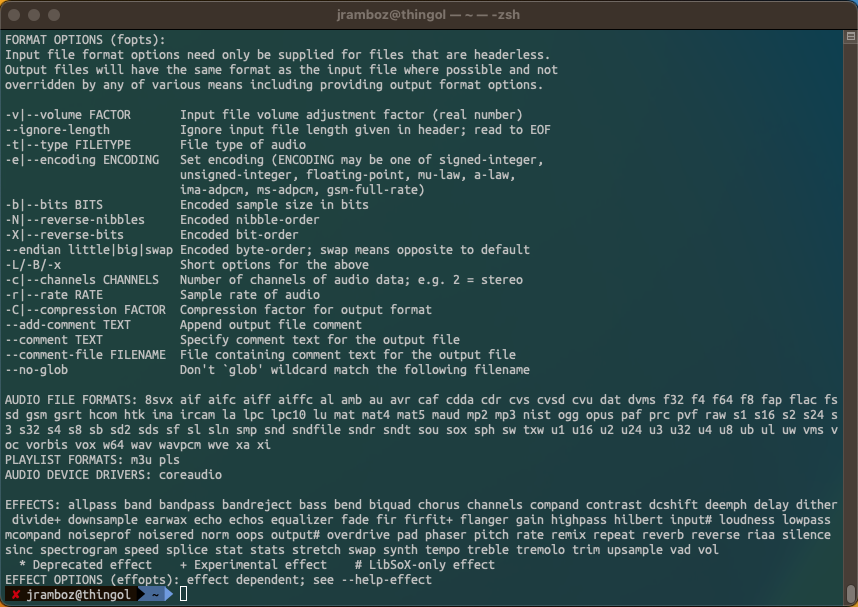 jramboz@thingol — ~ — -zsh
FORMAT OPTIONS (fopts):
Input file format options need only be supplied for files that are headerless.
Output files will have the same format as the input file where possible and not
overridden by any of various means including providing output format options.

-v|--volume FACTOR       Input file volume adjustment factor (real number)
--ignore-length          Ignore input file length given in header; read to EOF
-t|--type FILETYPE       File type of audio
-e|--encoding ENCODING   Set encoding (ENCODING may be one of signed-integer,
                         unsigned-integer, floating-point, mu-law, a-law,
                         ima-adpcm, ms-adpcm, gsm-full-rate)
-b|--bits BITS           Encoded sample size in bits
-N|--reverse-nibbles     Encoded nibble-order
-X|--reverse-bits        Encoded bit-order
--endian little|big|swap Encoded byte-order; swap means opposite to default
-L/-B/-x                 Short options for the above
-c|--channels CHANNELS   Number of channels of audio data; e.g. 2 = stereo
-r|--rate RATE           Sample rate of audio
-C|--compression FACTOR  Compression factor for output format
--add-comment TEXT       Append output file comment
--comment TEXT           Specify comment text for the output file
--comment-file FILENAME  File containing comment text for the output file
--no-glob                Don't `glob' wildcard match the following filename

AUDIO FILE FORMATS: 8svx aif aifc aiff aiffc al amb au avr caf cdda cdr cvs cvsd cvu dat dvms f32 f4 f64 f8 fap flac fs
sd gsm gsrt hcom htk ima ircam la lpc lpc10 lu mat mat4 mat5 maud mp2 mp3 nist ogg opus paf prc pvf raw s1 s16 s2 s24 s
3 s32 s4 s8 sb sd2 sds sf sl sln smp snd sndfile sndr sndt sou sox sph sw txw u1 u16 u2 u24 u3 u32 u4 u8 ub ul uw vms v
oc vorbis vox w64 wav wavpcm wve xa xi
PLAYLIST FORMATS: m3u pls
AUDIO DEVICE DRIVERS: coreaudio

EFFECTS: allpass band bandpass bandreject bass bend biquad chorus channels compand contrast dcshift deemph delay dither
 divide+ downsample earwax echo echos equalizer fade fir firfit+ flanger gain highpass hilbert input# loudness lowpass
mcompand noiseprof noisered norm oops output# overdrive pad phaser pitch rate remix repeat reverb reverse riaa silence
sinc spectrogram speed splice stat stats stretch swap synth tempo treble tremolo trim upsample vad vol
  * Deprecated effect    + Experimental effect    # LibSoX-only effect
EFFECT OPTIONS (effopts): effect dependent; see --help-effect
✘ jramboz@thingol  ~